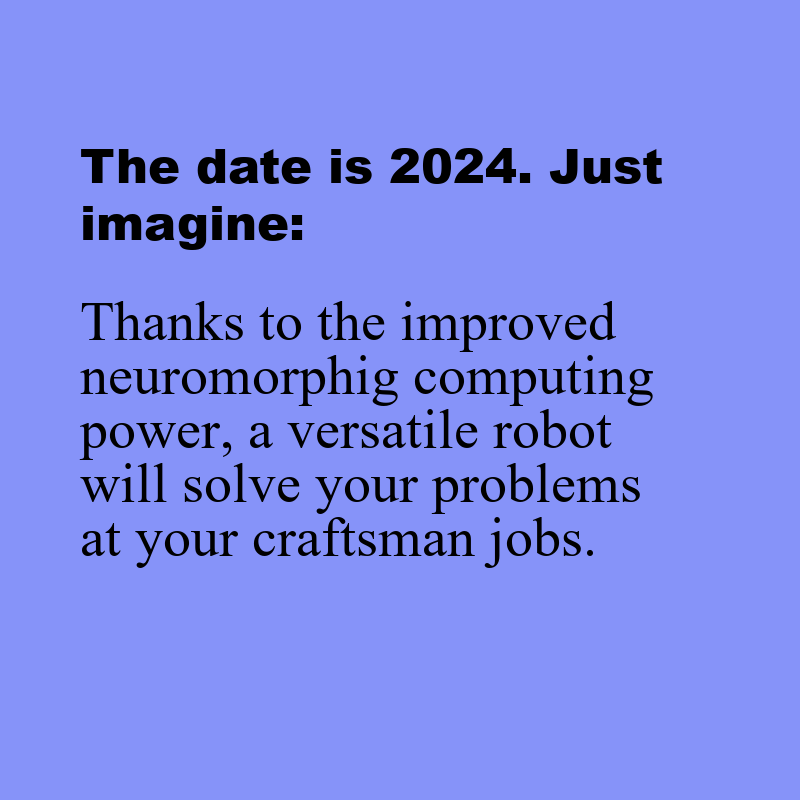 The date is 2024. Just
imagine:
Thanks to the improved
neuromorphig computing
power, a versatile robot
will solve your problems
at your craftsman jobs.